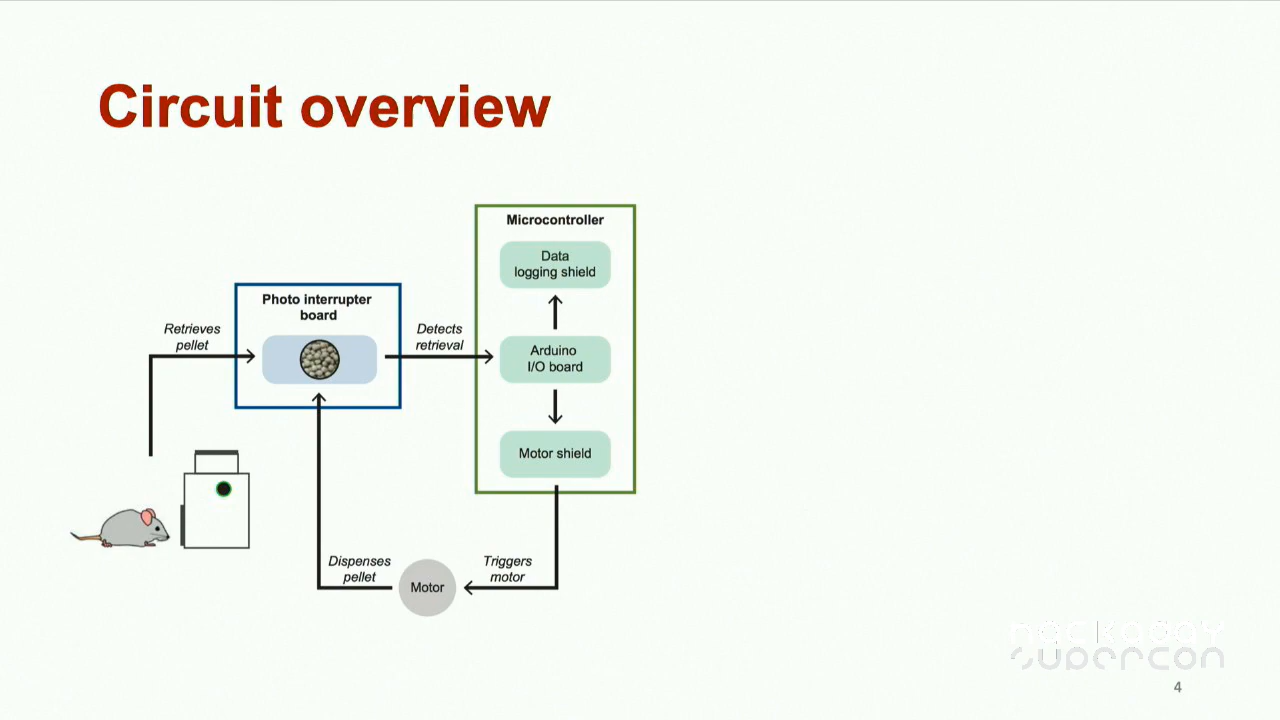 Circuit overview
Microcontroller
Data
logging shield
Photo interrupter
board
Retrieves
pellet
Detects
retrieval
Arduino
I/O board
Motor shield
Dispenses
pellet
Motor
Triggers
motor
hackaday
supercon
4